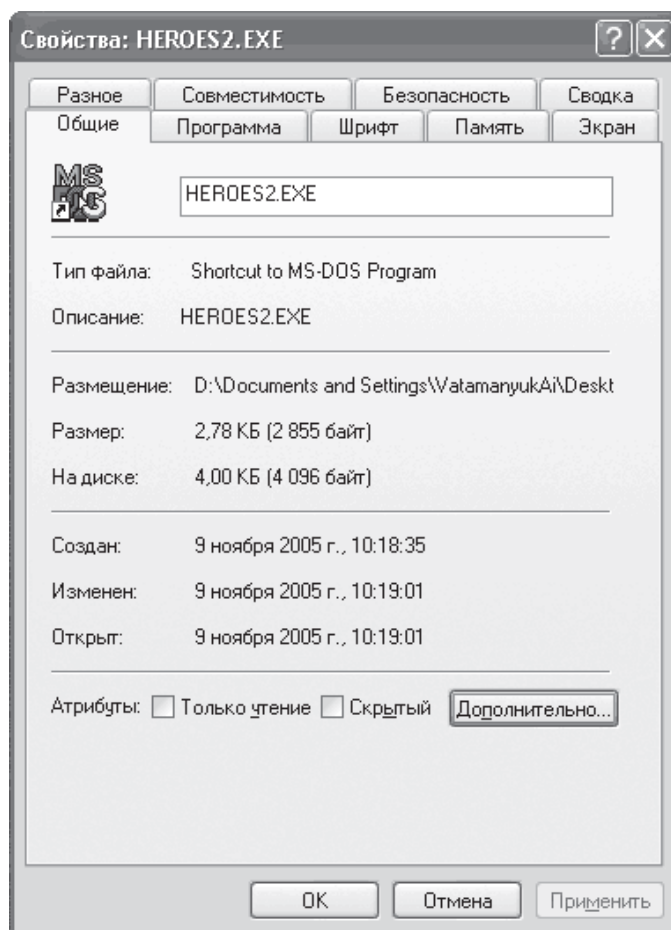 Свойства: HEROES2.EXE
Разное Совместимость Безопасность Сводка
Общие Программа Шрифт Память Экран
MS DOS
HEROES2.EXE
Тип файла: Shortcut to MS-DOS Program
Описание: HEROES2.EXE
Размещение: D:\Documents and Settings\VatamanyukAi\Deskt
Размер: 2,78 КБ (2 855 байт)
На диске: 4,00 КБ (4 096 байт)
Создан: 9 ноября 2005 г., 10:18:35
Изменен: 9 ноября 2005 г., 10:19:01
Открыт: 9 ноября 2005 г., 10:19:01
Атрибуты: Только чтение Скрытый Дополнительно...
OK Отмена Применить